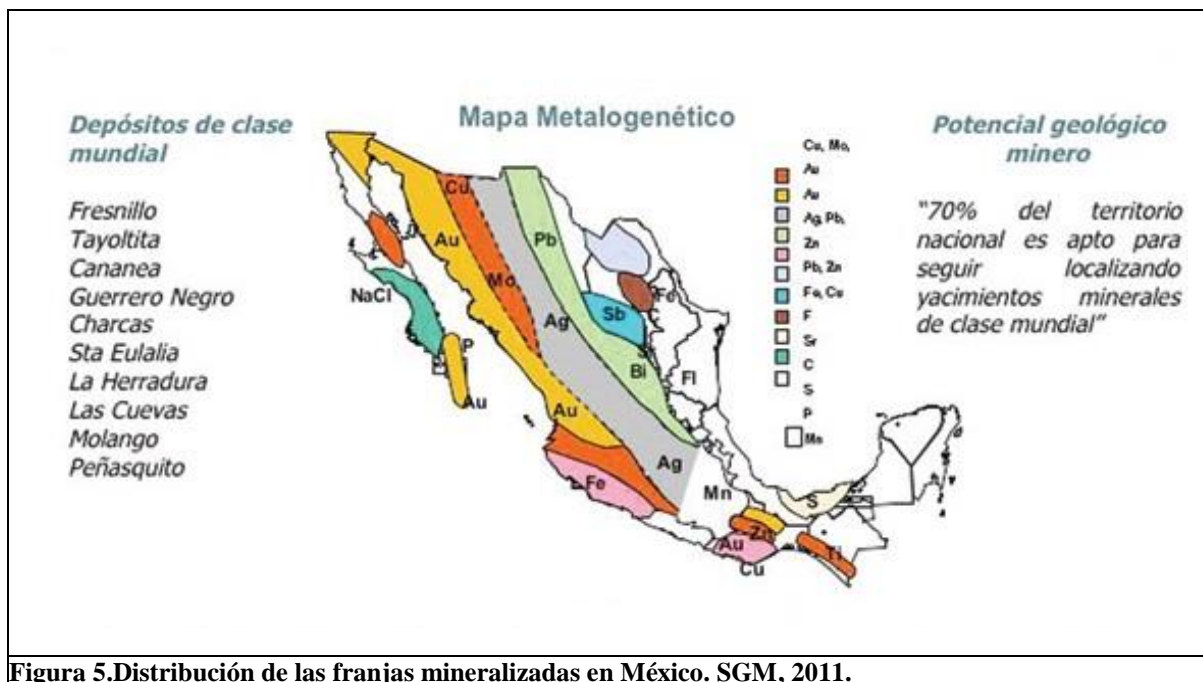 Mapa Metalogenético
Depósitos de clase
mundial
Fresnillo
Tayoltita
Cananea
Guerrero Negro
Charcas
Sta Eulalia
La Herradura
Las Cuevas
Molango
Peñasquito
Cu
Au
Mo
Pb
Ag
NaCl
P
Au
Fe
Sb
Bi
Fl
Au
Ag
Fe
Mn
Zn
Au
Cu
S
Ti
Cu, Mo,
Au
Au
Ag, Pb,
Zn
Pb, Zn
Fe, Cu
F
Sr
C
S
P
Mn
Potencial geológico
minero
"70% del territorio
nacional es apto para
seguir localizando
yacimientos minerales
de clase mundial"
Figura 5.Distribución de las franjas mineralizadas en México. SGM, 2011.